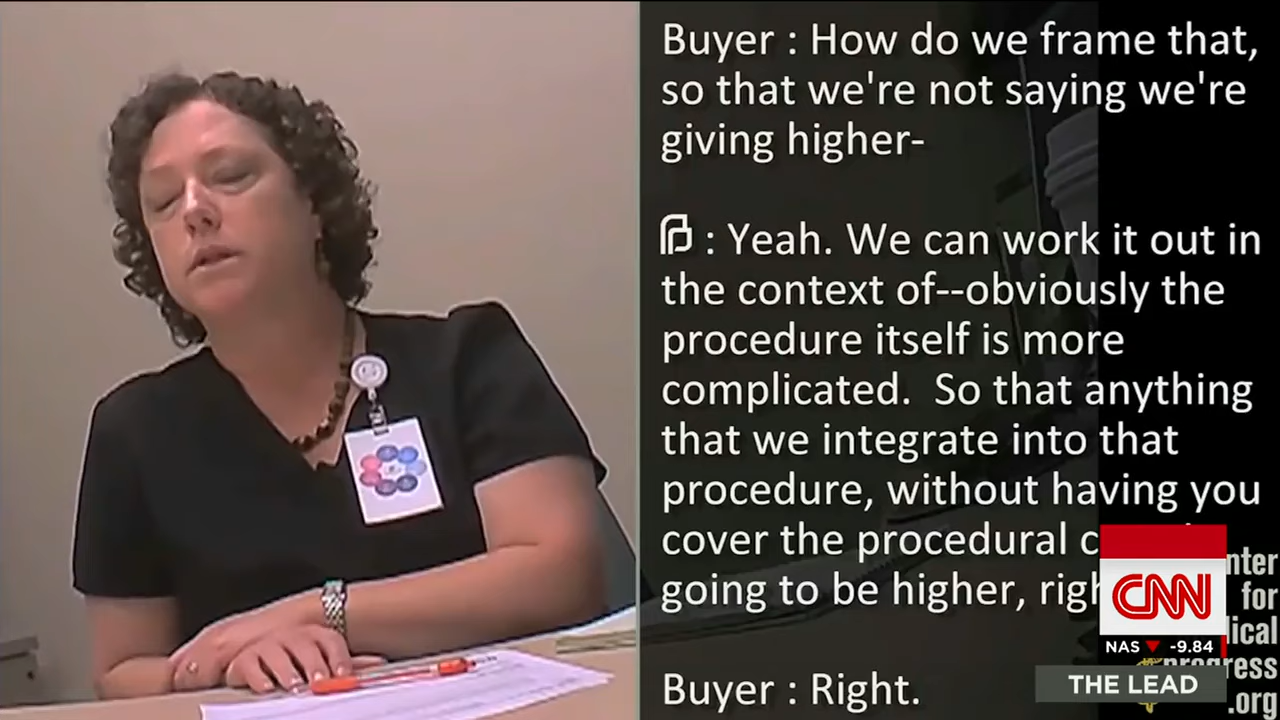 Buyer : How do we frame that,
so that we're not saying we're
giving higher-
: Yeah. We can work it out in
the context of--obviously the
procedure itself is more
complicated. So that anything
that we integrate into that
procedure, without having you
cover the procedural
going to be higher,
Buyer : Right.
CNN
NAS -9.84
THE LEAD
for
.org